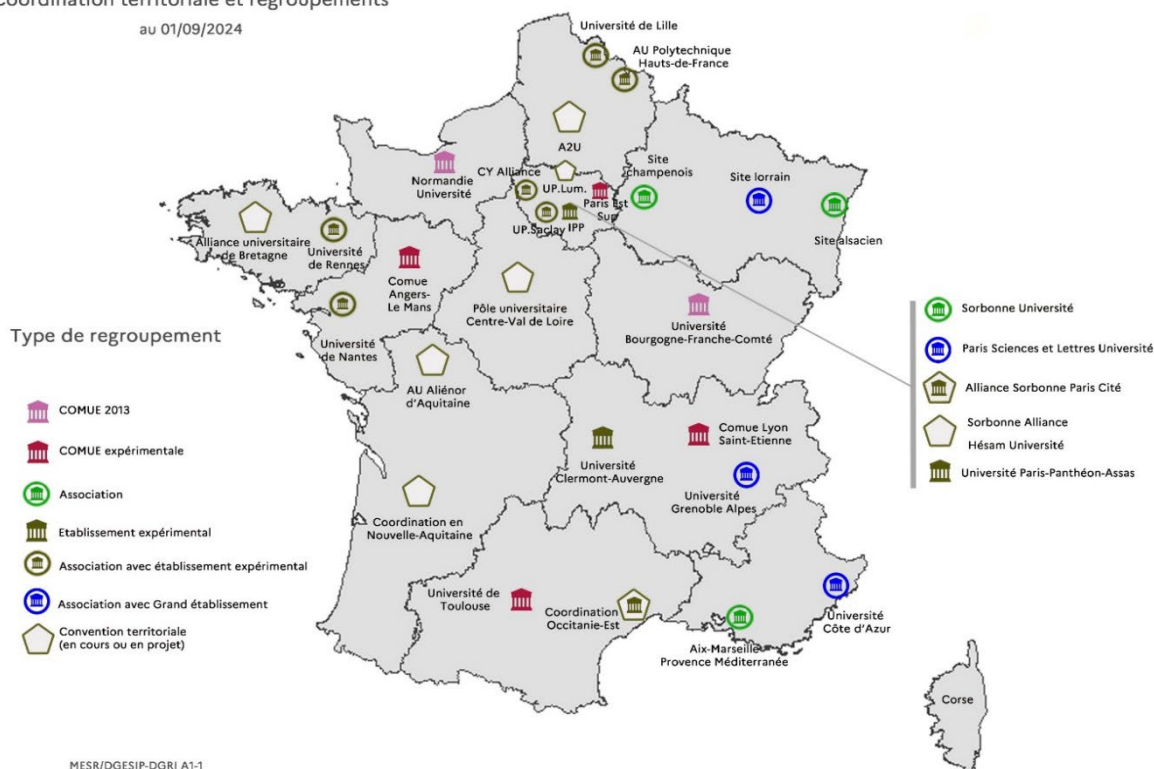 Coordination territoriale et regroupements
au 01/09/2024
Université de Lille
AU Polytechnique
Hauts-de-France
A2U
Site
champenois
Site lorrain
Site alsacien
Normandie
Université
CY Alliance
UP.Lum.
Paris Est
Sup
UP.Saclay
IPP
Alliance universitaire
de Bretagne
Université
de Rennes
Comue
Angers-
Le Mans
Pôle universitaire
Centre-Val de Loire
Université
Bourgogne-Franche-Comté
Université
de Nantes
AU Aliénor
d'Aquitaine
Université
Clermont-Auvergne
Comue Lyon
Saint-Etienne
Université
Grenoble Alpes
Coordination en
Nouvelle-Aquitaine
Université de
Toulouse
Coordination
Occitanie-Est
Aix-Marseille
Provence Méditerranée
Université
Côte d'Azur
Corse
Type de regroupement
COMUE 2013
COMUE expérimentale
Association
Etablissement expérimental
Association avec établissement expérimental
Association avec Grand établissement
Convention territoriale
(en cours ou en projet)
Sorbonne Université
Paris Sciences et Lettres Université
Alliance Sorbonne Paris Cité
Sorbonne Alliance
Hésam Université
Université Paris-Panthéon-Assas
MESR/DGESIP-DGRI A1-1